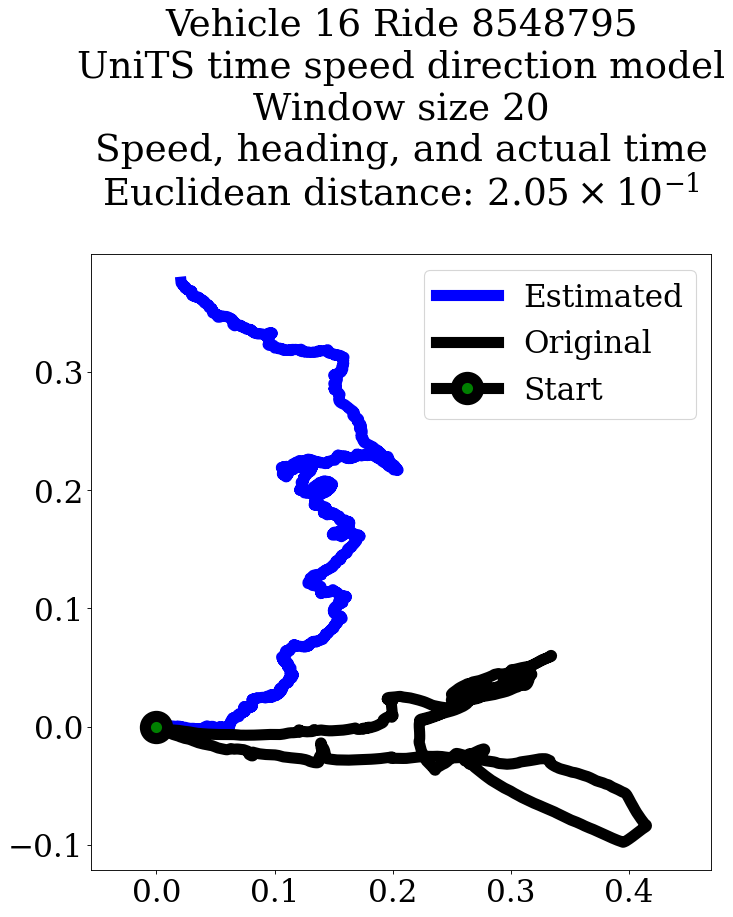 Vehicle 16 Ride 8548795
UniTS time speed direction model
Window size 20
Speed, heading, and actual time
Euclidean distance: 2.05 × 10⁻¹
Estimated
Original
Start
0.3
0.2
0.1
0.0
−0.1
0.0 0.1 0.2 0.3 0.4